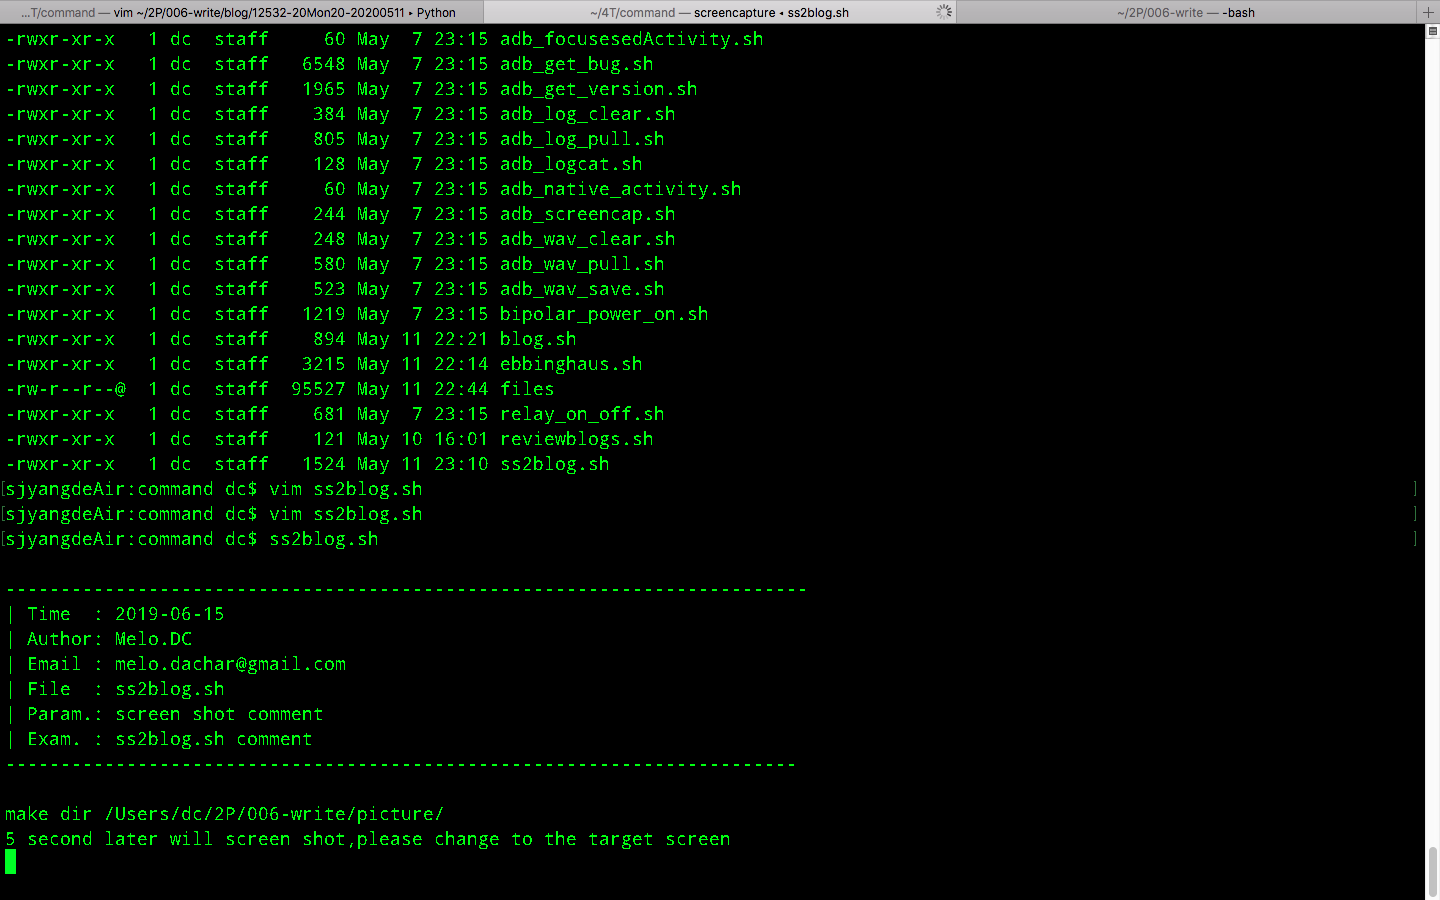 ...T/command — vim ~/2P/006-write/blog/12532-20Mon20-20200511 ▸ Python
~/4T/command — screencapture ◂ ss2blog.sh
~/2P/006-write — -bash
-rwxr-xr-x 1 dc staff 60 May 7 23:15 adb_focusesedActivity.sh
-rwxr-xr-x 1 dc staff 6548 May 7 23:15 adb_get_bug.sh
-rwxr-xr-x 1 dc staff 1965 May 7 23:15 adb_get_version.sh
-rwxr-xr-x 1 dc staff 384 May 7 23:15 adb_log_clear.sh
-rwxr-xr-x 1 dc staff 805 May 7 23:15 adb_log_pull.sh
-rwxr-xr-x 1 dc staff 128 May 7 23:15 adb_logcat.sh
-rwxr-xr-x 1 dc staff 60 May 7 23:15 adb_native_activity.sh
-rwxr-xr-x 1 dc staff 244 May 7 23:15 adb_screencap.sh
-rwxr-xr-x 1 dc staff 248 May 7 23:15 adb_wav_clear.sh
-rwxr-xr-x 1 dc staff 580 May 7 23:15 adb_wav_pull.sh
-rwxr-xr-x 1 dc staff 523 May 7 23:15 adb_wav_save.sh
-rwxr-xr-x 1 dc staff 1219 May 7 23:15 bipolar_power_on.sh
-rwxr-xr-x 1 dc staff 894 May 11 22:21 blog.sh
-rwxr-xr-x 1 dc staff 3215 May 11 22:14 ebbinghaus.sh
-rw-r--r--@ 1 dc staff 95527 May 11 22:44 files
-rwxr-xr-x 1 dc staff 681 May 7 23:15 relay_on_off.sh
-rwxr-xr-x 1 dc staff 121 May 10 16:01 reviewblogs.sh
-rwxr-xr-x 1 dc staff 1524 May 11 23:10 ss2blog.sh
[sjyangdeAir:command dc$ vim ss2blog.sh ]
[sjyangdeAir:command dc$ vim ss2blog.sh ]
[sjyangdeAir:command dc$ ss2blog.sh ]
-------------------------------------------------------------------------
| Time : 2019-06-15
| Author: Melo.DC
| Email : melo.dachar@gmail.com
| File : ss2blog.sh
| Param.: screen shot comment
| Exam. : ss2blog.sh comment
------------------------------------------------------------------------
make dir /Users/dc/2P/006-write/picture/
5 second later will screen shot,please change to the target screen